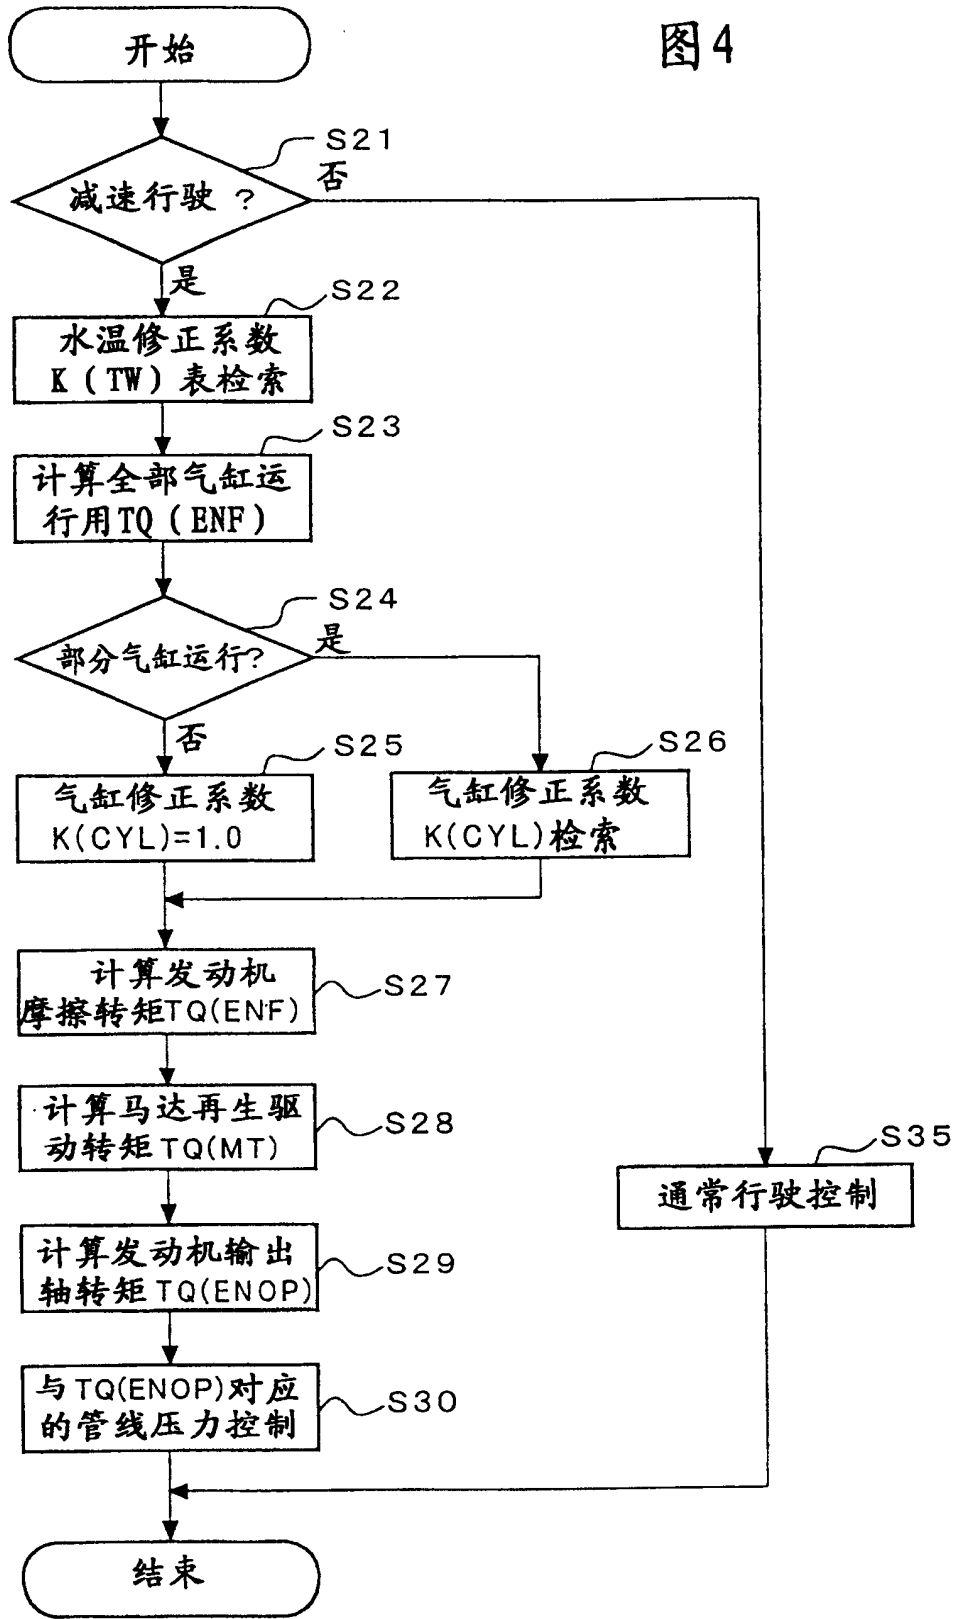 图4
开始
S21
减速行驶 ?
否
是
S22
水温修正系数
K(TW)表检索
S23
计算全部气缸运
行用TQ(ENF)
S24
部分气缸运行?
是
否
S25
气缸修正系数
K(CYL)=1.0
S26
气缸修正系数
K(CYL)检索
计算发动机
摩擦转矩TQ(ENF)
S27
计算马达再生驱
动转矩TQ(MT)
S28
S35
通常行驶控制
计算发动机输出
轴转矩TQ(ENOP)
S29
与TQ(ENOP)对应
的管线压力控制
S30
结束